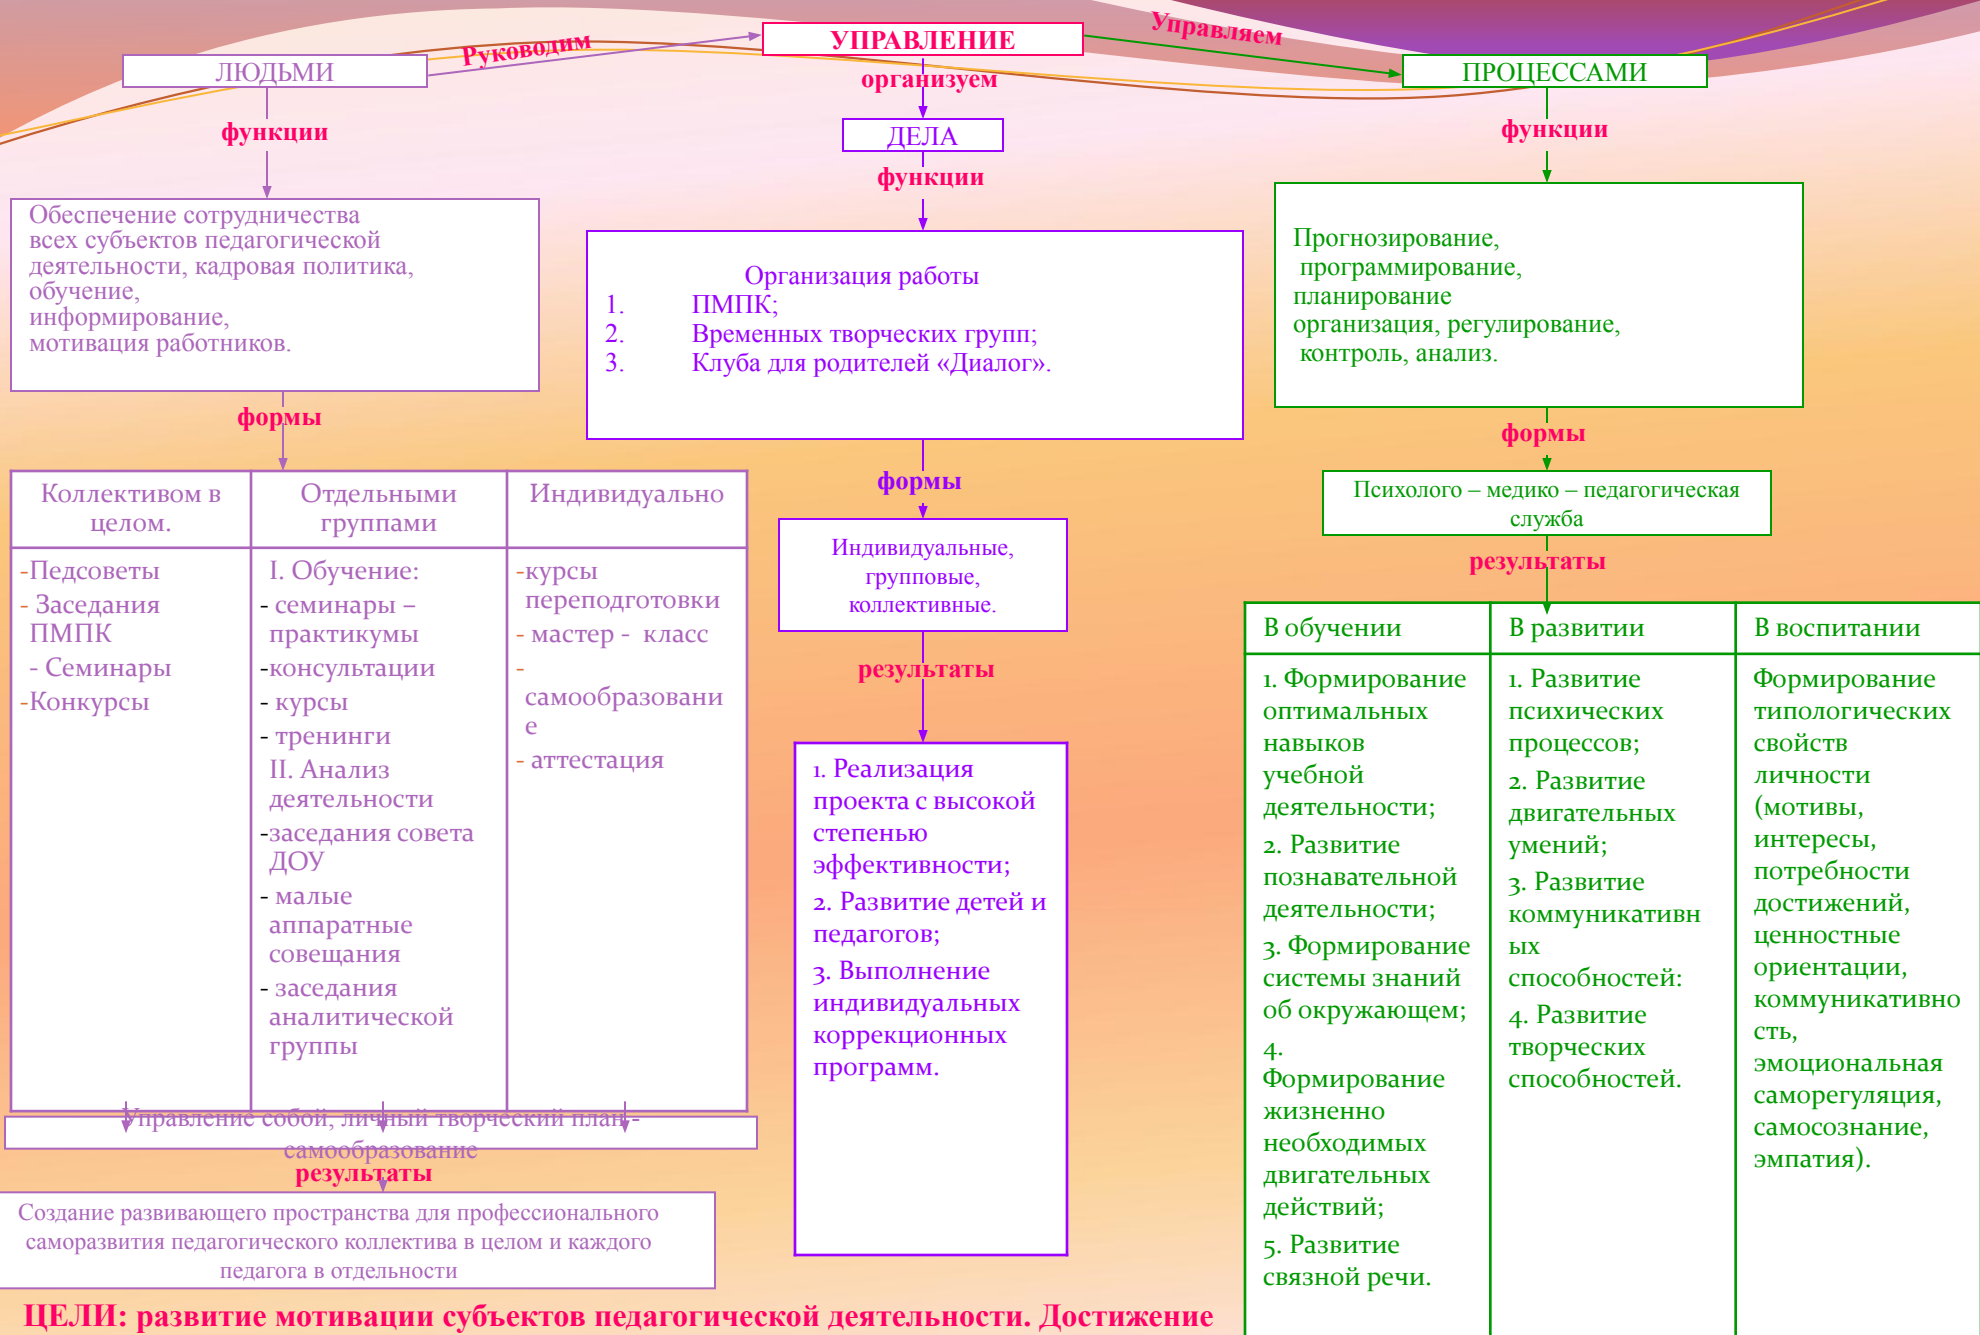 УПРАВЛЕНИЕ
Руководим
организуем
Управляем
ЛЮДЬМИ
функции
Обеспечение сотрудничества
всех субъектов педагогической
деятельности, кадровая политика,
обучение,
информирование,
мотивация работников.
формы
Коллективом в
целом.
-Педсоветы
- Заседания
ПМПК
- Семинары
-Конкурсы
Отдельными
группами
I. Обучение:
- семинары –
практикумы
-консультации
- курсы
- тренинги
II. Анализ
деятельности
-заседания совета
ДОУ
- малые
аппаратные
совещания
- заседания
аналитической
группы
Индивидуально
-курсы
переподготовки
- мастер - класс
-
самообразовани
е
- аттестация
Управление собой, личный творческий план -
самообразование
результаты
Создание развивающего пространства для профессионального
саморазвития педагогического коллектива в целом и каждого
педагога в отдельности
ДЕЛА
функции
Организация работы
1. ПМПК;
2. Временных творческих групп;
3. Клуба для родителей «Диалог».
формы
Индивидуальные,
групповые,
коллективные.
результаты
1. Реализация
проекта с высокой
степенью
эффективности;
2. Развитие детей и
педагогов;
3. Выполнение
индивидуальных
коррекционных
программ.
ПРОЦЕССАМИ
функции
Прогнозирование,
программирование,
планирование
организация, регулирование,
контроль, анализ.
формы
Психолого – медико – педагогическая
служба
результаты
В обучении
1. Формирование
оптимальных
навыков
учебной
деятельности;
2. Развитие
познавательной
деятельности;
3. Формирование
системы знаний
об окружающем;
4.
Формирование
жизненно
необходимых
двигательных
действий;
5. Развитие
связной речи.
В развитии
1. Развитие
психических
процессов;
2. Развитие
двигательных
умений;
3. Развитие
коммуникативн
ых
способностей:
4. Развитие
творческих
способностей.
В воспитании
Формирование
типологических
свойств
личности
(мотивы,
интересы,
потребности
достижений,
ценностные
ориентации,
коммуникативно
сть,
эмоциональная
саморегуляция,
самосознание,
эмпатия).
ЦЕЛИ: развитие мотивации субъектов педагогической деятельности. Достижение